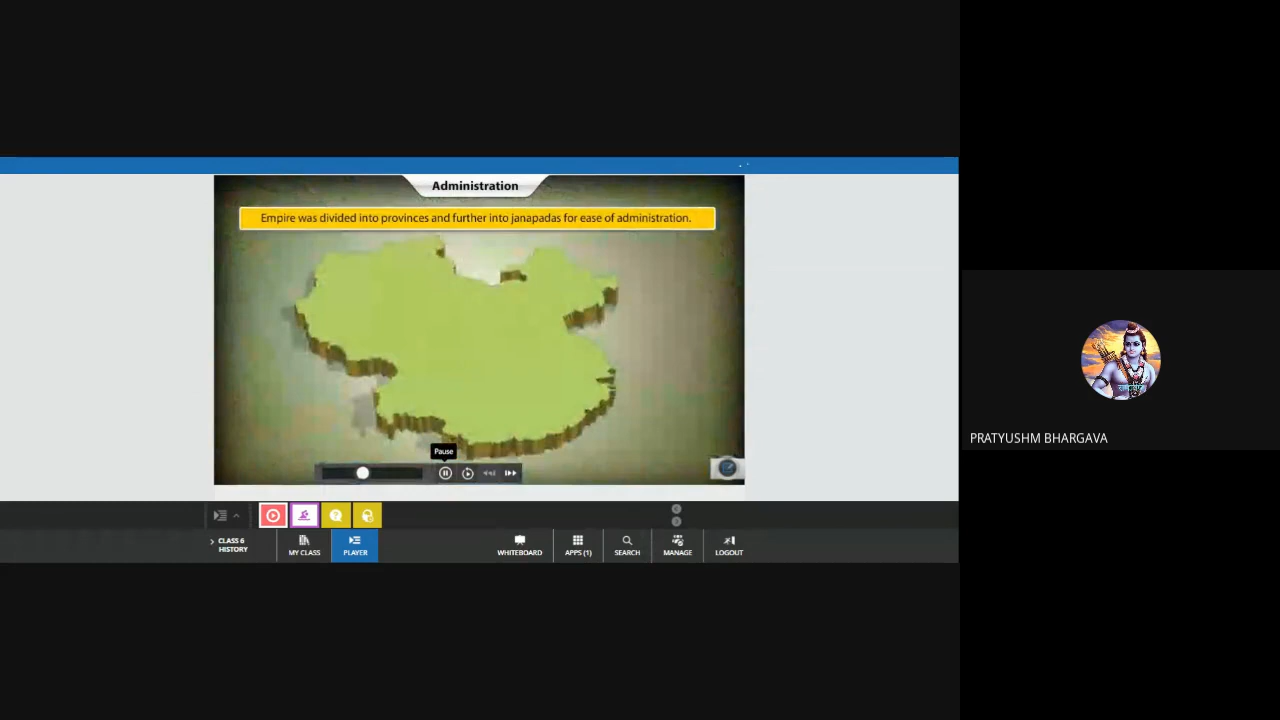 Administration
Empire was divided into provinces and further into janapadas for ease of administration.
Pause
PRATYUSHM BHARGAVA
CLASS 6
HISTORY
MY CLASS
PLAYER
WHITEBOARD
APPS (1)
SEARCH
MANAGE
LOGOUT